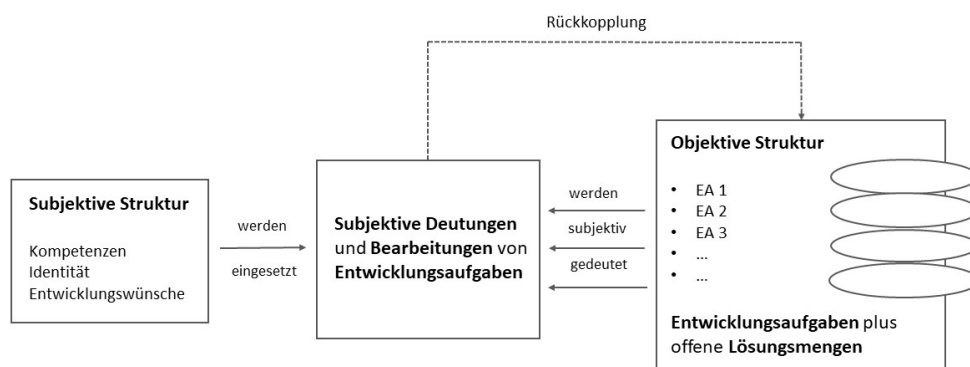 Rückkopplung
Subjektive Struktur
Kompetenzen
Identität
Entwicklungswünsche
werden
eingesetzt
Subjektive Deutungen
und Bearbeitungen von
Entwicklungsaufgaben
werden
subjektiv
gedeutet
Objektive Struktur
• EA 1
• EA 2
• EA 3
• ...
• ...
Entwicklungsaufgaben plus
offene Lösungsmengen